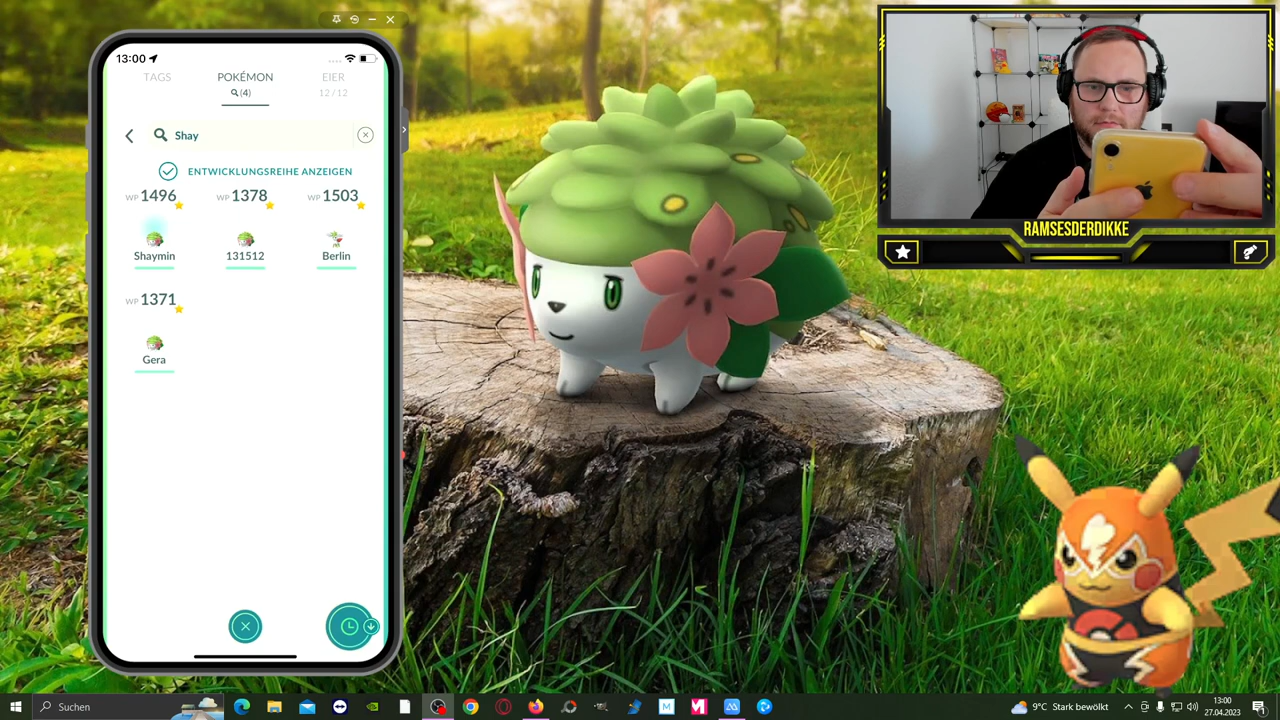 13:00
TAGS
POKÉMON
EIER
(4)
12 / 12
Shay
ENTWICKLUNGSREIHE ANZEIGEN
WP 1496
WP 1378
WP 1503
Shaymin
131512
Berlin
WP 1371
Gera
RAMSESDERDIKKE
Suchen
9°C Stark bewölkt
13:00
27.04.2023